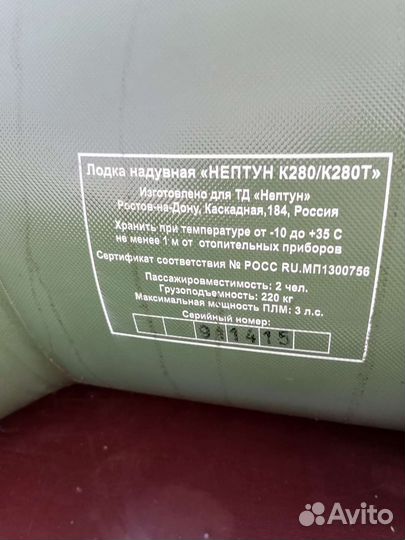 Лодка надувная «НЕПТУН К280/К280Т»
Изготовлено для ТД «Нептун»
Ростов-на-Дону, Каскадная,184, Россия
Хранить при температуре от -10 до +35 С
не менее 1 м от отопительных приборов
Сертификат соответствия № РОСС RU.МП1300756
Пассажировместимость: 2 чел.
Грузоподъемность: 220 кг
Максимальная мощность ПЛМ: 3 л.с.
Серийный номер:
911415
Avito